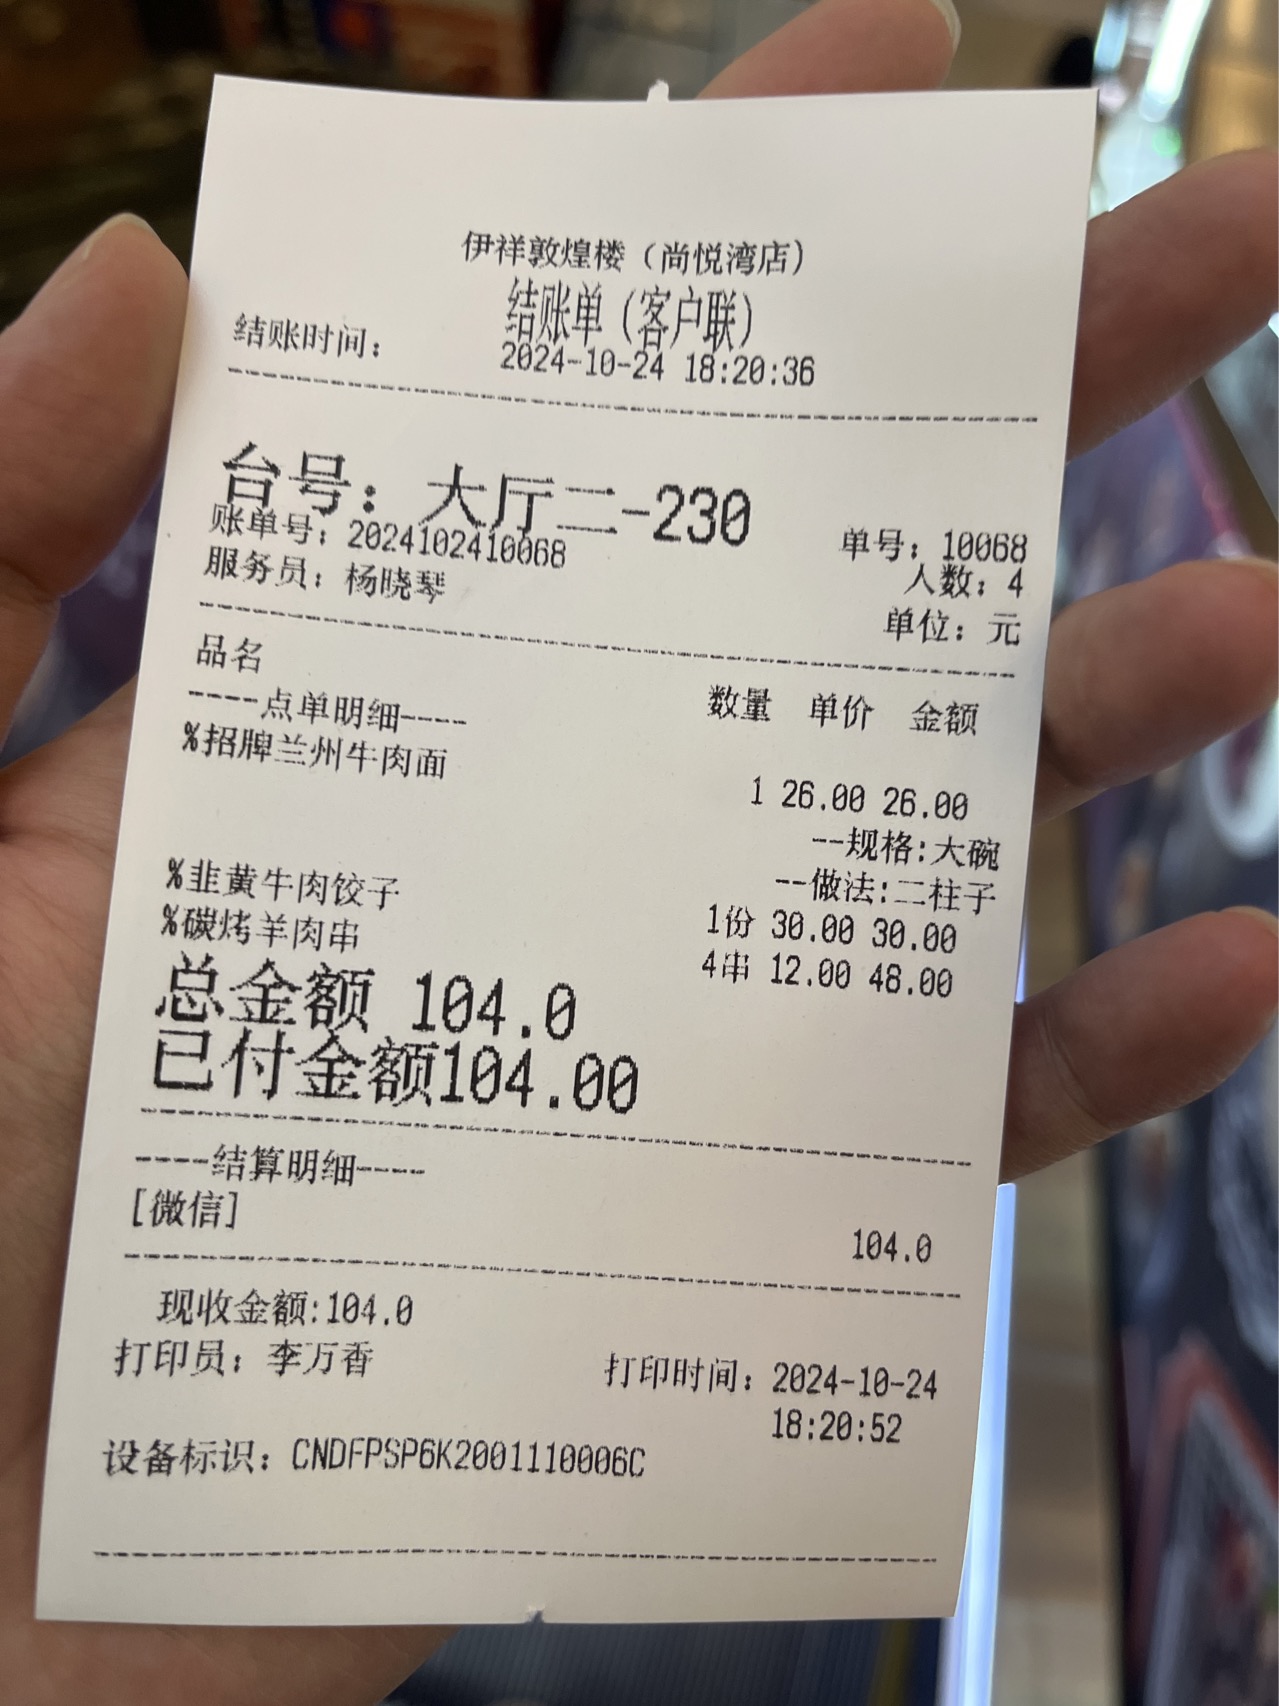 伊祥敦煌楼（尚悦湾店）
结账单（客户联）
结账时间： 2024-10-24 18:20:36
台号：大厅二-230
账单号：2024102410068 单号：10068
服务员：杨晓琴 人数：4
单位：元
品名 数量 单价 金额
----点单明细----
%招牌兰州牛肉面
1 26.00 26.00
--规格:大碗
--做法:二柱子
%韭黄牛肉饺子 1份 30.00 30.00
%碳烤羊肉串 4串 12.00 48.00
总金额 104.0
已付金额104.00
----结算明细----
[微信] 104.0
现收金额:104.0
打印员：李万香 打印时间：2024-10-24
18:20:52
设备标识：CNDFPSP6K2001110006C